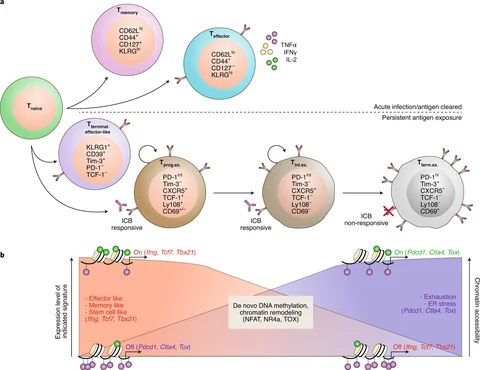 a
Tmemory
CD62Lhi
CD44+
CD127+
KLRGlo
Teffector
CD62Llo
CD44+
CD127−
KLRGhi
TNFα
IFNγ
IL-2
Tnaive
Acute infection/antigen cleared
Persistent antigen exposure
Tterminal
effector-like
KLRG1+
CD39+
Tim-3+
PD-1−
TCF-1−
Tprog.ex.
PD-1int
Tim-3−
CXCR5+
TCF-1+
Ly108+
CD69+/−
Tint.ex.
PD-1int
Tim-3+
CXCR5−
TCF-1−
Ly108−
CD69−
Tterm.ex.
PD-1hi
Tim-3+
CXCR5−
TCF-1−
Ly108−
CD69+
ICB
responsive
ICB
responsive
ICB
non-responsive
b
On (Ifng, Tcf7, Tbx21)
On (Pdcd1, Ctla4, Tox)
Expression level of
indicated signature
- Effector like
- Memory like
- Stem cell like
(Ifng, Tcf7, Tbx21)
De novo DNA methylation,
chromatin remodeling
(NFAT, NR4a, TOX)
- Exhaustion
- ER stress
(Pdcd1, Ctla4, Tox)
Chromatin accessibility
Off (Pdcd1, Ctla4, Tox)
Off (Ifng, Tcf7, Tbx21)